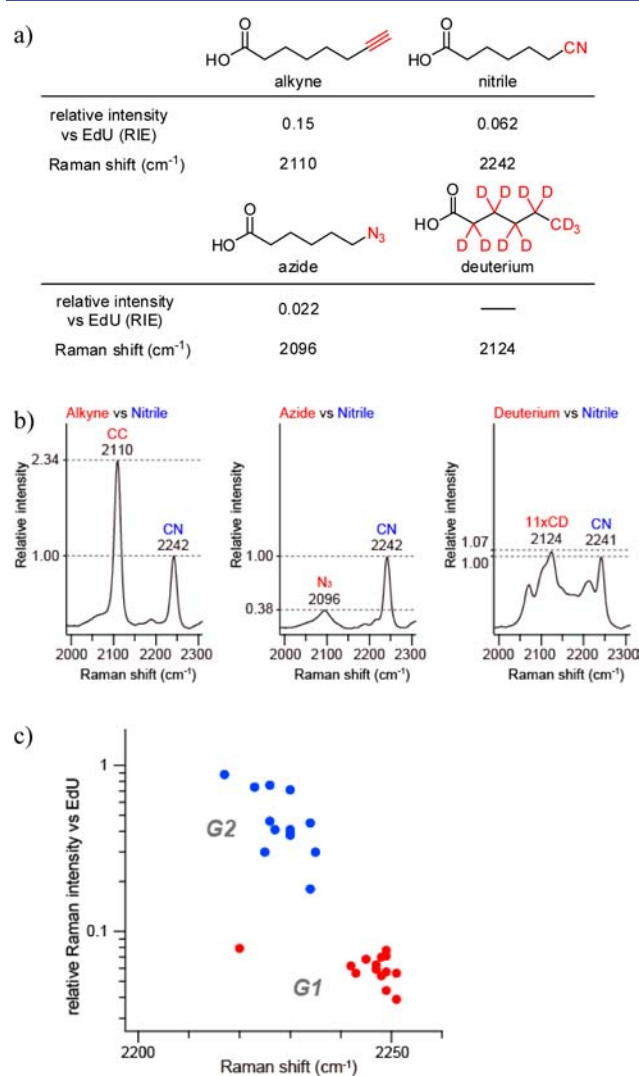 a)
O
HO
alkyne
O
HO
CN
nitrile
relative intensity
vs EdU (RIE)
0.15
0.062
Raman shift (cm-1)
2110
2242
O
HO
N3
azide
O
HO
D D
D D
D D
D D
CD3
deuterium
relative intensity
vs EdU (RIE)
0.022
—
Raman shift (cm-1)
2096
2124
b)
Alkyne vs Nitrile
CC
2110
2.34
CN
2242
1.00
Relative intensity
2000 2100 2200 2300
Raman shift (cm-1)
Azide vs Nitrile
CN
2242
1.00
N3
2096
0.38
Relative intensity
2000 2100 2200 2300
Raman shift (cm-1)
Deuterium vs Nitrile
11xCD
2124
CN
2241
1.07
1.00
Relative intensity
2000 2100 2200 2300
Raman shift (cm-1)
c)
relative Raman intensity vs EdU
1
G2
0.1
G1
2200 2250
Raman shift (cm-1)